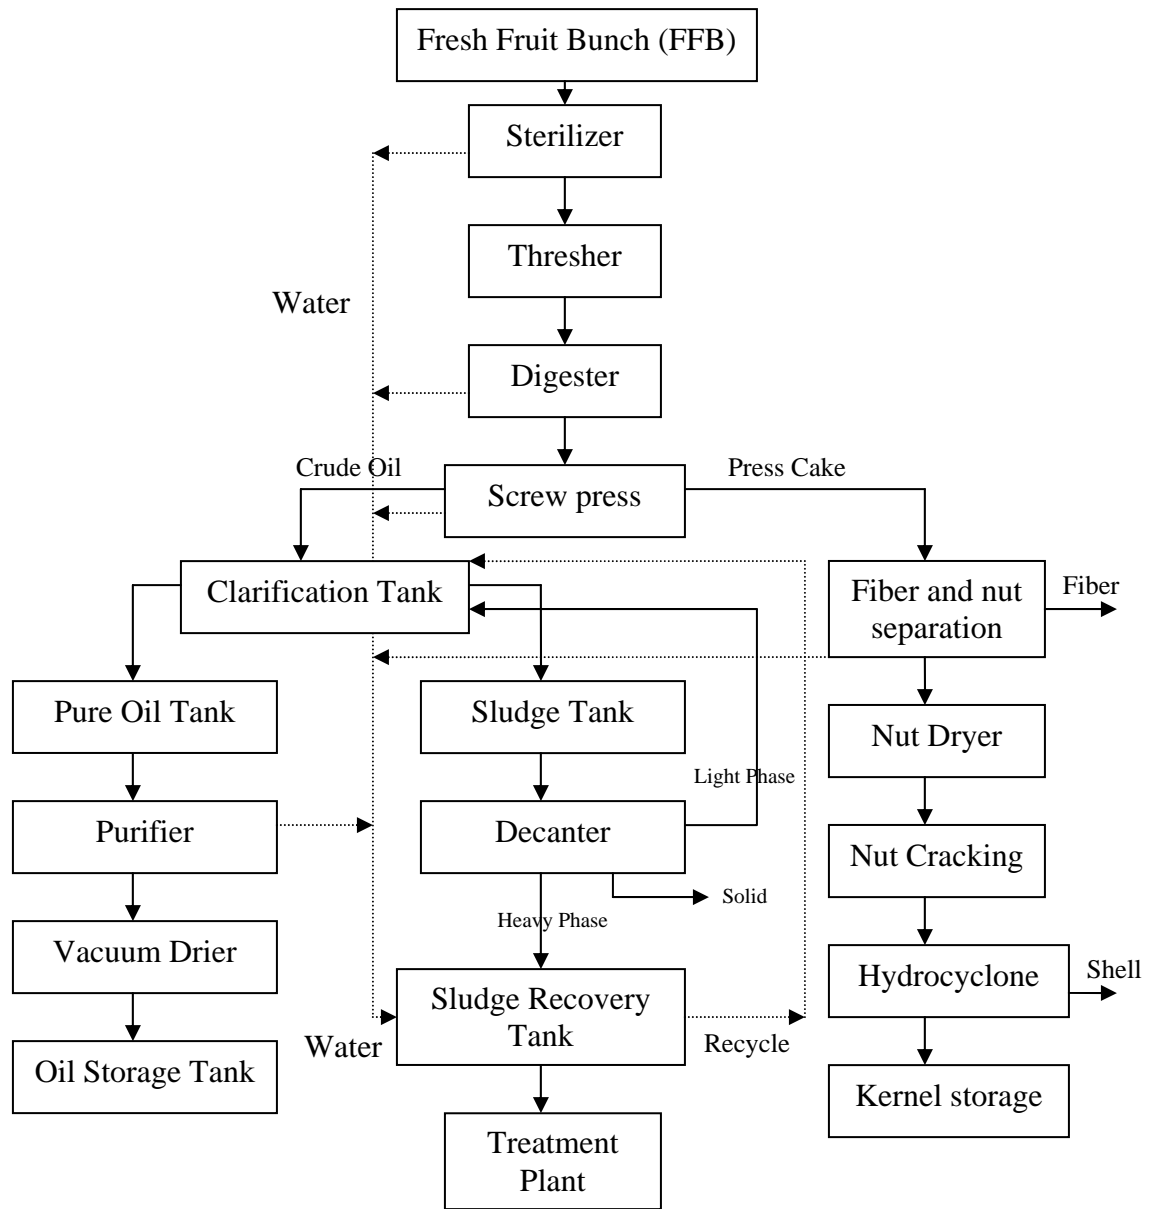 Fresh Fruit Bunch (FFB)
Sterilizer
Thresher
Water
Digester
Crude Oil
Press Cake
Screw press
Clarification Tank
Fiber and nut
separation
Fiber
Pure Oil Tank
Sludge Tank
Nut Dryer
Light Phase
Purifier
Decanter
Nut Cracking
Solid
Heavy Phase
Vacuum Drier
Hydrocyclone
Shell
Sludge Recovery
Tank
Water
Recycle
Oil Storage Tank
Kernel storage
Treatment
Plant